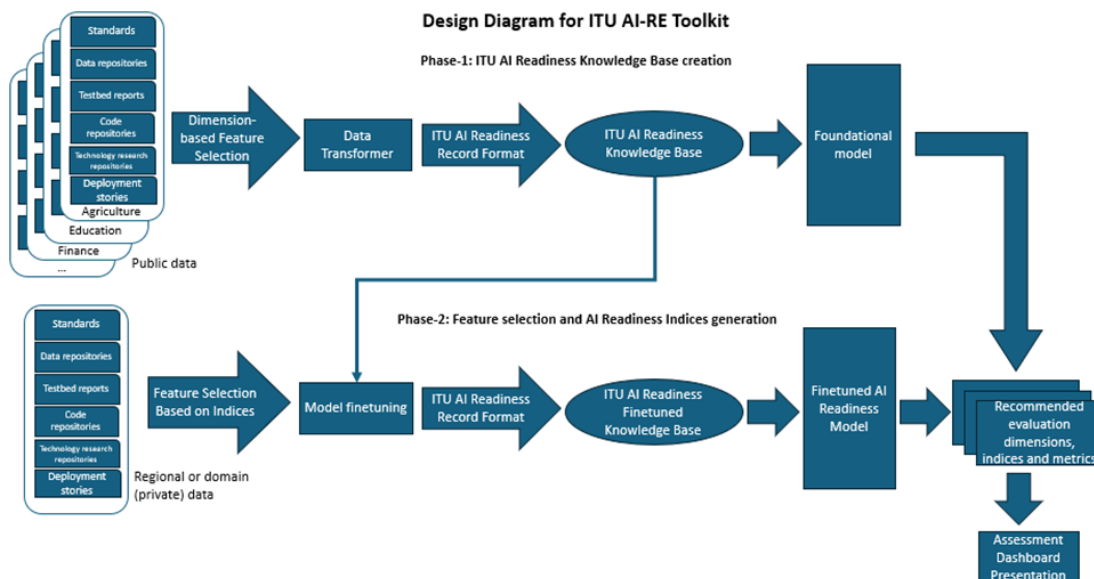 Design Diagram for ITU AI-RE Toolkit
Phase-1: ITU AI Readiness Knowledge Base creation
Standards
Data repositories
Testbed reports
Code
repositories
Technology research
repositories
Deployment
stories
Agriculture
Education
Finance
...
Public data
Dimension-
based Feature
Selection
Data
Transformer
ITU AI Readiness
Record Format
ITU AI Readiness
Knowledge Base
Foundational
model
Phase-2: Feature selection and AI Readiness Indices generation
Standards
Data repositories
Testbed reports
Code
repositories
Technology research
repositories
Deployment
stories
Regional or domain
(private) data
Feature Selection
Based on Indices
Model finetuning
ITU AI Readiness
Record Format
ITU AI Readiness
Finetuned
Knowledge Base
Finetuned AI
Readiness
Model
Recommended
evaluation
dimensions,
indices and metrics
Assessment
Dashboard
Presentation